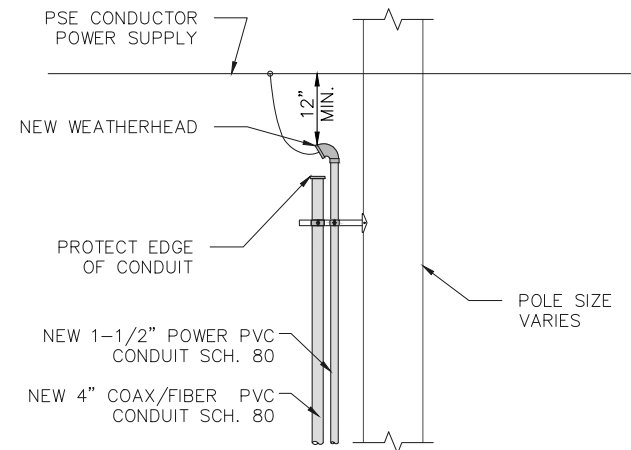 PSE CONDUCTOR
POWER SUPPLY
12"
MIN.
NEW WEATHERHEAD
PROTECT EDGE
OF CONDUIT
POLE SIZE
VARIES
NEW 1-1/2" POWER PVC
CONDUIT SCH. 80
NEW 4" COAX/FIBER PVC
CONDUIT SCH. 80